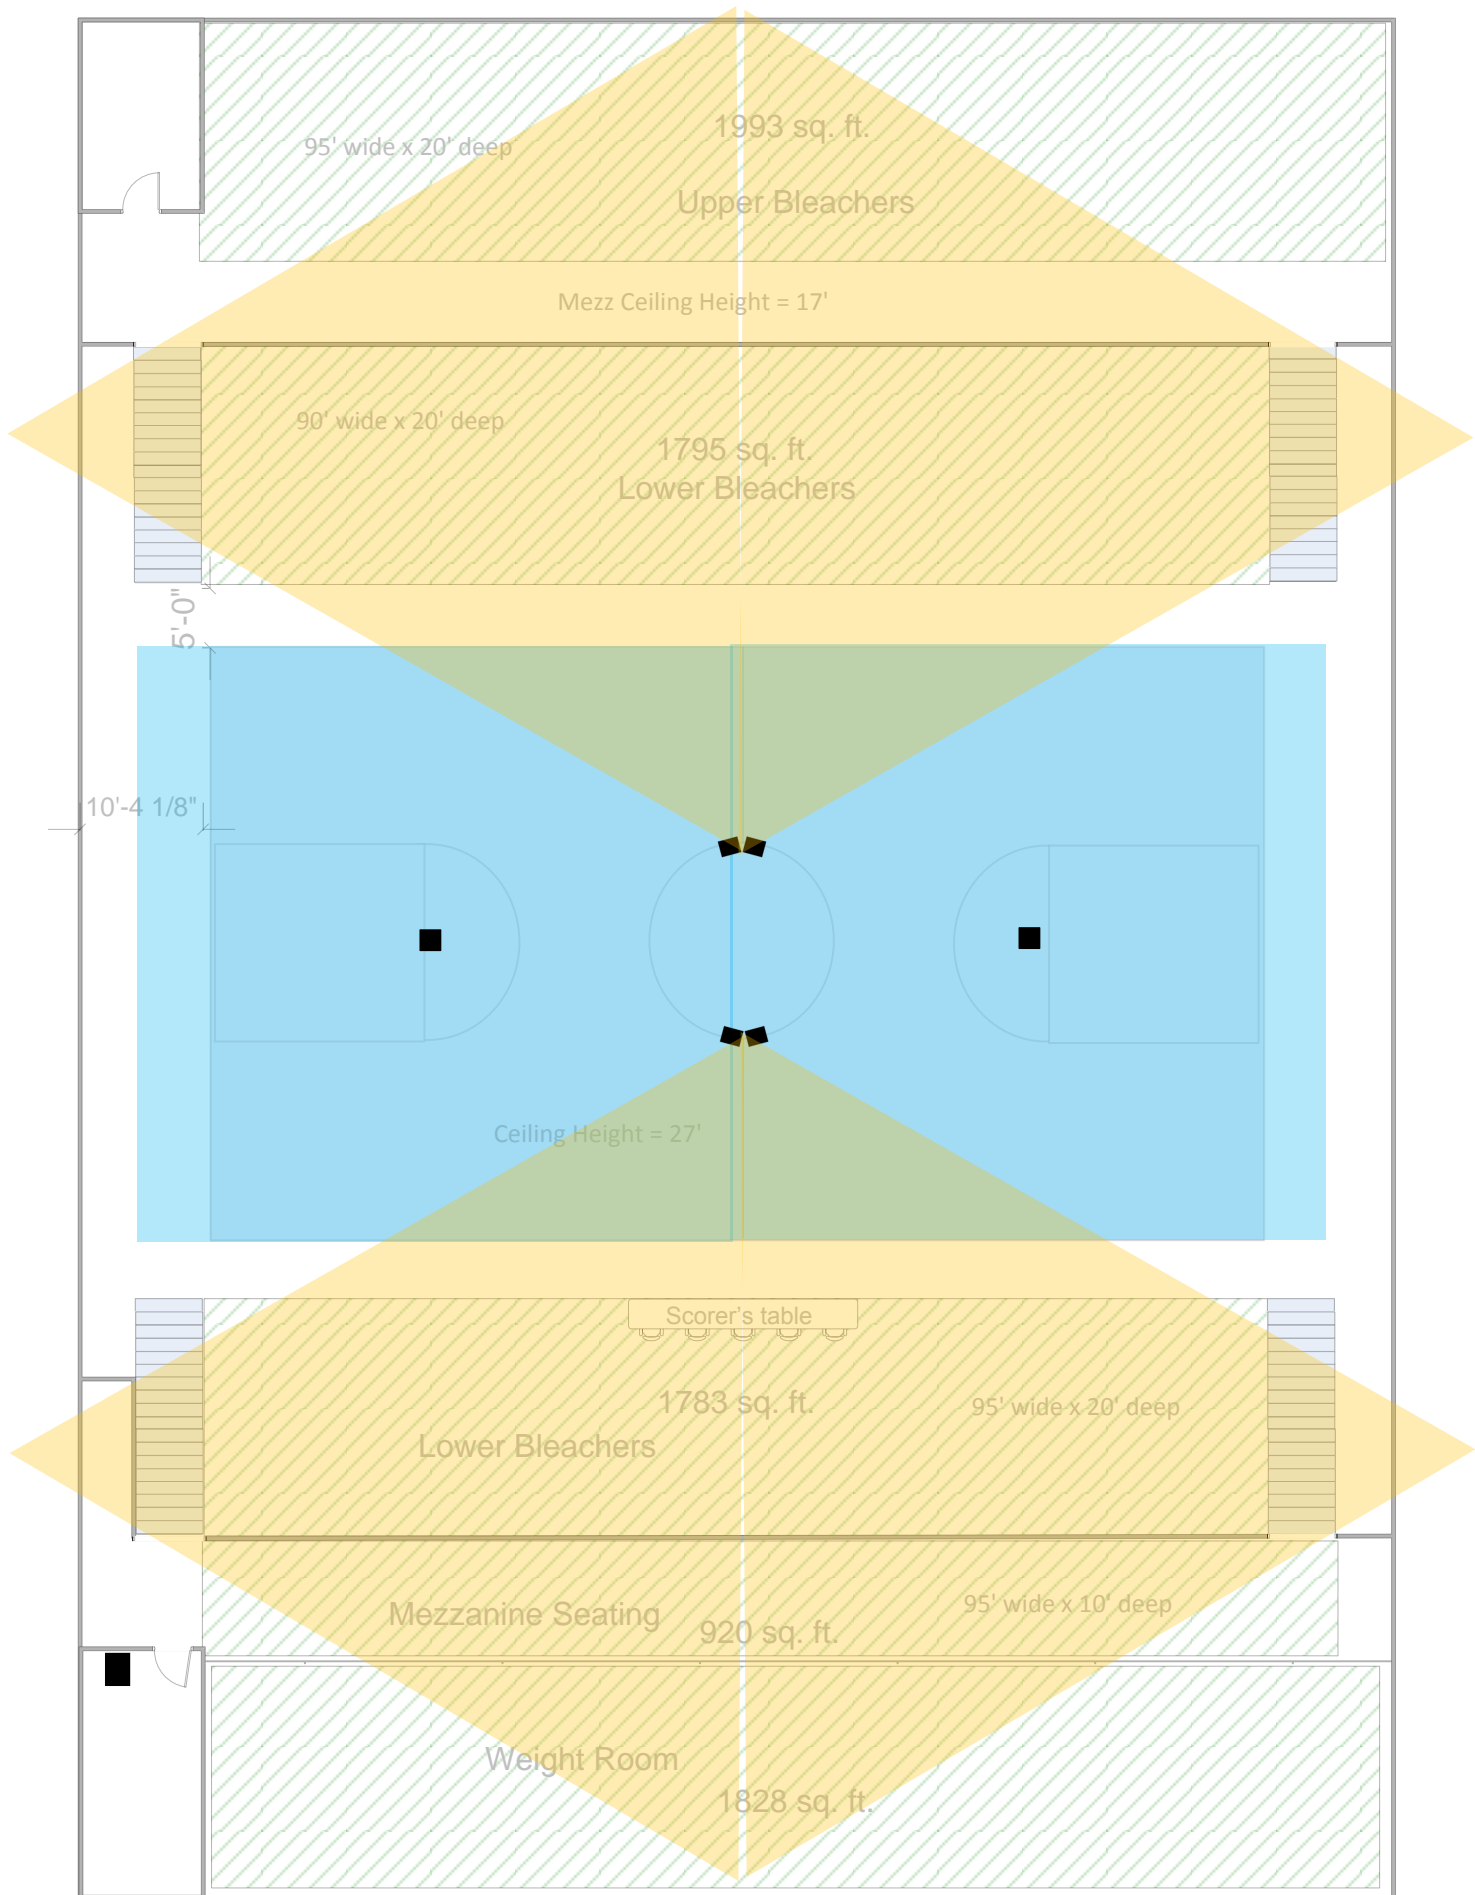 1993 sq. ft.
95' wide x 20' deep
Upper Bleachers
Mezz Ceiling Height = 17'
90' wide x 20' deep
1795 sq. ft.
Lower Bleachers
5'-0"
10'-4 1/8"
Ceiling Height = 27'
Scorer's table
1783 sq. ft.
95' wide x 20' deep
Lower Bleachers
95' wide x 10' deep
Mezzanine Seating
920 sq. ft.
Weight Room
1828 sq. ft.